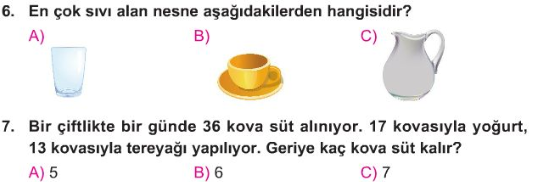 6. En çok sıvı alan nesne aşağıdakilerden hangisidir?
A) B) C)
7. Bir çiftlikte bir günde 36 kova süt alınıyor. 17 kovasıyla yoğurt,
13 kovasıyla tereyağı yapılıyor. Geriye kaç kova süt kalır?
A) 5 B) 6 C) 7